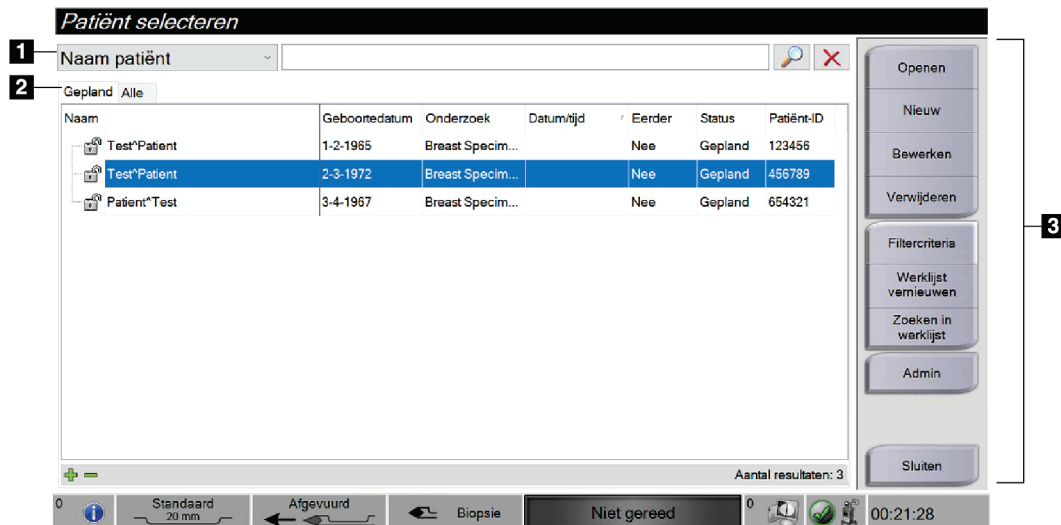 Patiënt selecteren
1
Naam patiënt
2
Gepland Alle
Naam Geboortedatum Onderzoek Datum/tijd Eerder Status Patiënt-ID
Test^Patient 1-2-1965 Breast Specim... Nee Gepland 123456
Test^Patient 2-3-1972 Breast Specim... Nee Gepland 456789
Patient^Test 3-4-1967 Breast Specim... Nee Gepland 654321
Aantal resultaten: 3
Openen
Nieuw
Bewerken
Verwijderen
Filtercriteria
Werklijst
vernieuwen
Zoeken in
werklijst
Admin
Sluiten
3
0 Standaard Afgevuurd Biopsie Niet gereed 0 00:21:28
20 mm